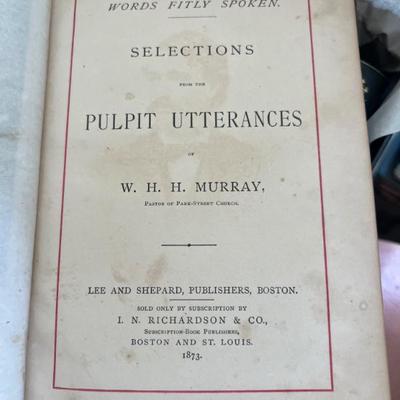 WORDS FITLY SPOKEN.
SELECTIONS
FROM THE
PULPIT UTTERANCES
OF
W. H. H. MURRAY,
PASTOR OF PARK-STREET CHURCH.
LEE AND SHEPARD, PUBLISHERS, BOSTON.
SOLD ONLY BY SUBSCRIPTION BY
I. N. RICHARDSON & CO.,
SUBSCRIPTION-BOOK PUBLISHERS,
BOSTON AND ST. LOUIS.
1873.